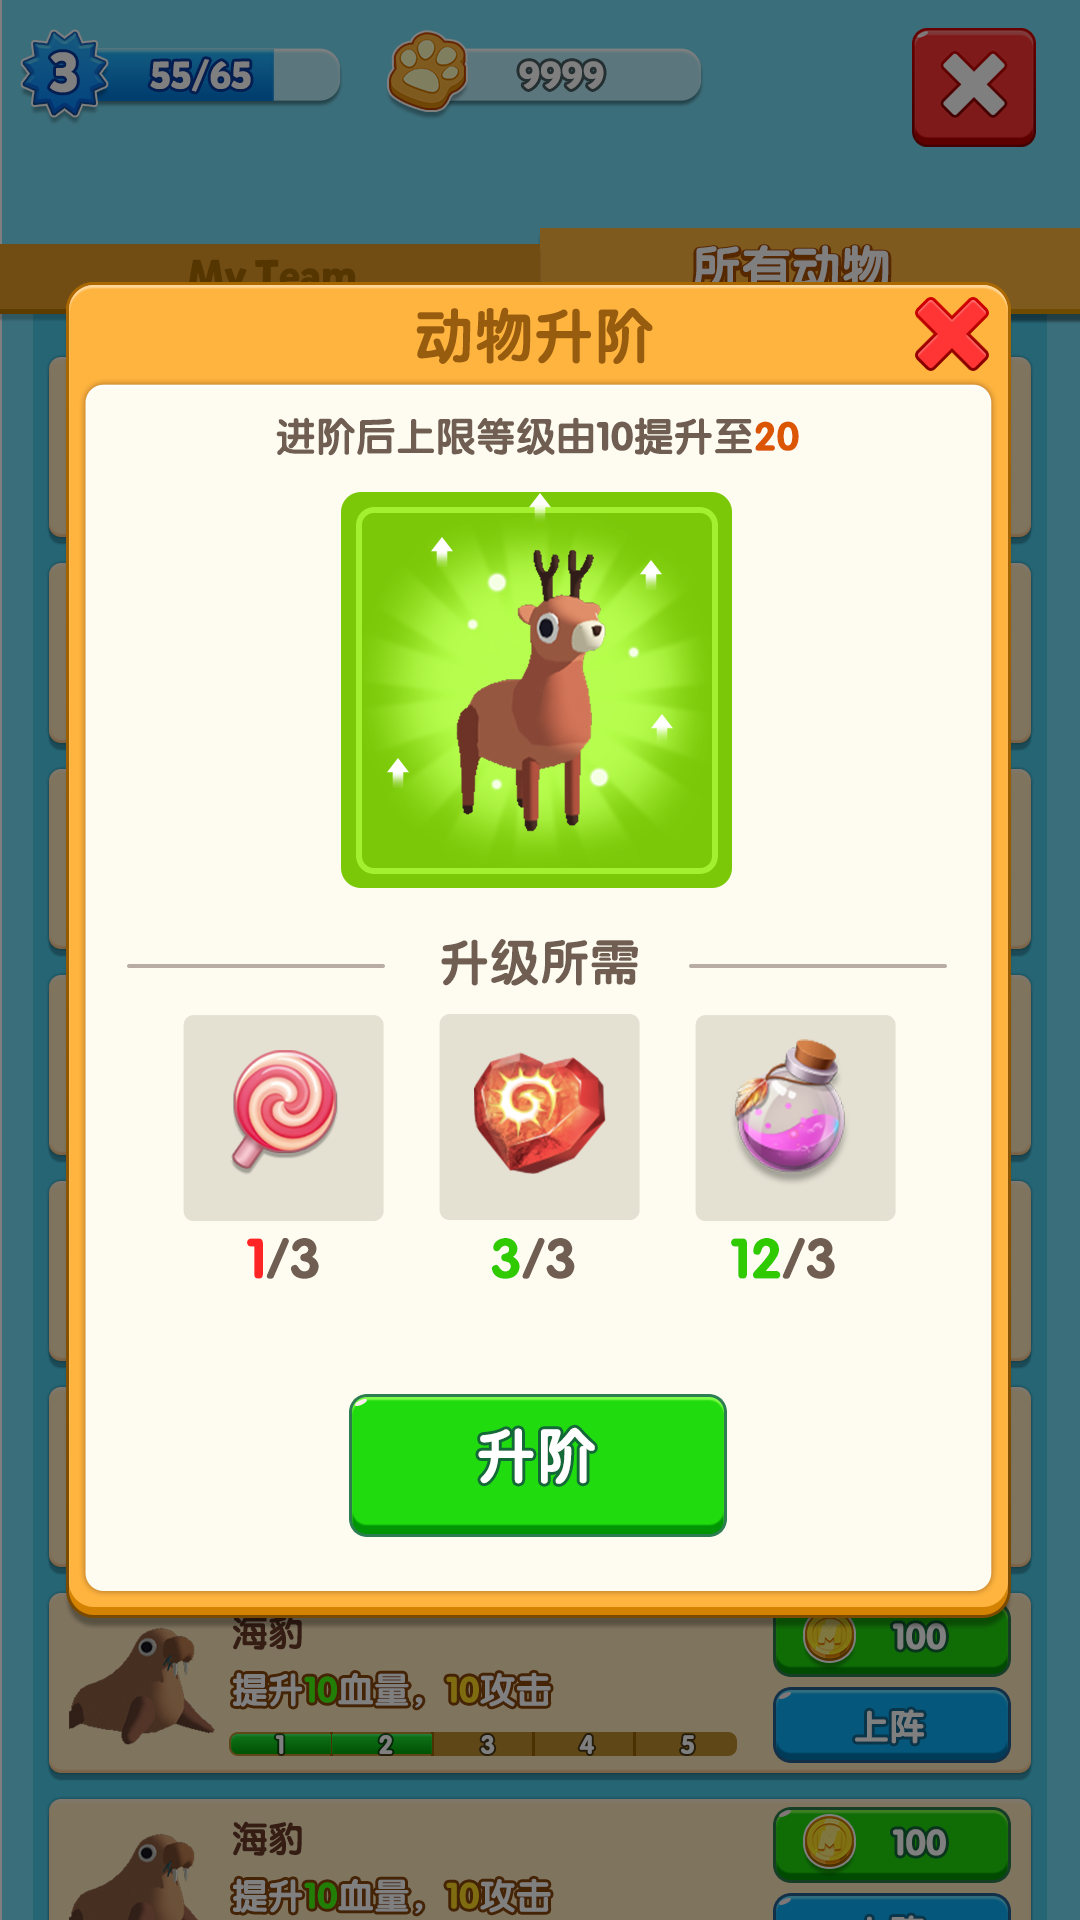 3 55/65 9999
My Team 所有动物
动物升阶
进阶后上限等级由10提升至20
升级所需
1/3 3/3 12/3
升阶
海豹 100
提升10血量，10攻击
上阵
1 2 3 4 5
海豹 100
提升10血量，10攻击